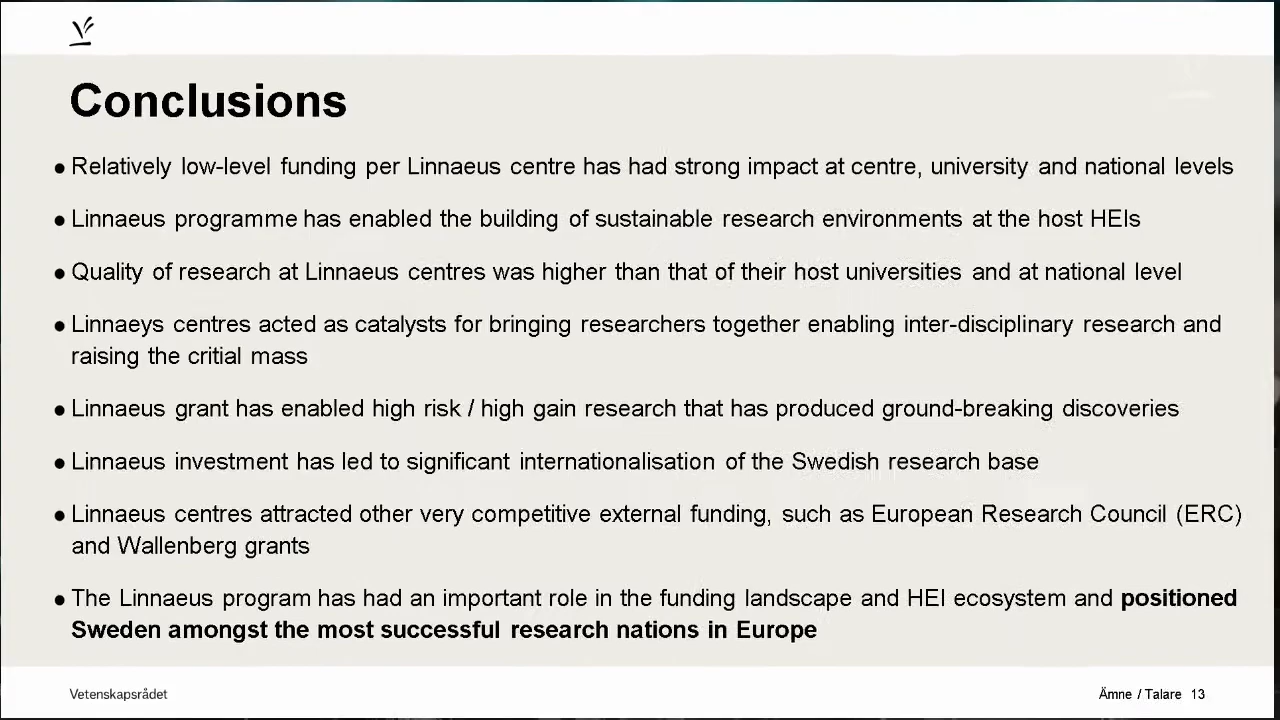 Conclusions
● Relatively low-level funding per Linnaeus centre has had strong impact at centre, university and national levels
● Linnaeus programme has enabled the building of sustainable research environments at the host HEIs
● Quality of research at Linnaeus centres was higher than that of their host universities and at national level
● Linnaeys centres acted as catalysts for bringing researchers together enabling inter-disciplinary research and
raising the critial mass
● Linnaeus grant has enabled high risk / high gain research that has produced ground-breaking discoveries
● Linnaeus investment has led to significant internationalisation of the Swedish research base
● Linnaeus centres attracted other very competitive external funding, such as European Research Council (ERC)
and Wallenberg grants
● The Linnaeus program has had an important role in the funding landscape and HEI ecosystem and positioned
Sweden amongst the most successful research nations in Europe
Vetenskapsrådet
Ämne / Talare 13